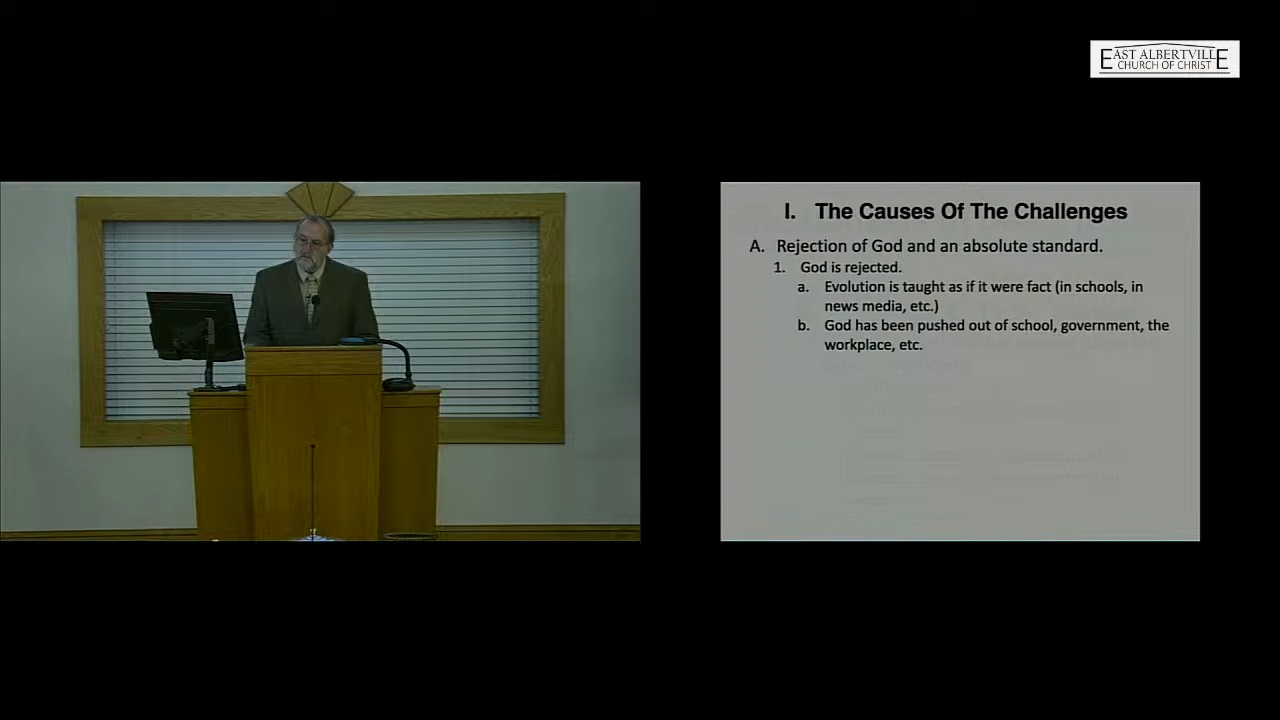 EAST ALBERTVILLE
CHURCH OF CHRIST
I. The Causes Of The Challenges
A. Rejection of God and an absolute standard.
1. God is rejected.
a. Evolution is taught as if it were fact (in schools, in
news media, etc.)
b. God has been pushed out of school, government, the
workplace, etc.